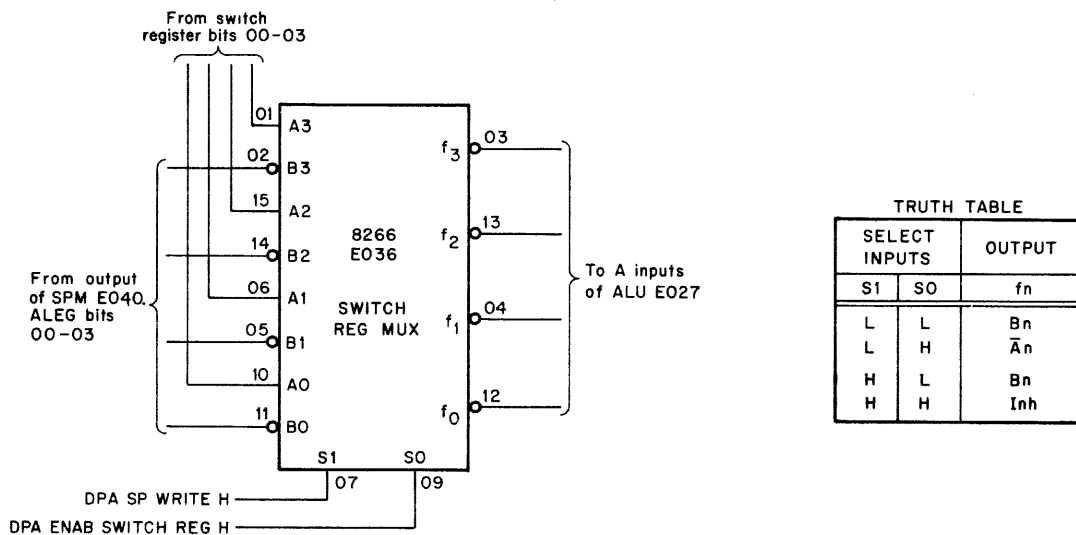 From switch
register bits 00-03
01
A3
02
B3
15
A2
14
B2
06
A1
05
B1
10
A0
11
B0
From output
of SPM E040.
ALEG bits
00-03
8266
E036
SWITCH
REG MUX
f3
03
f2
13
f1
04
f0
12
To A inputs
of ALU E027
S1
S0
07
09
DPA SP WRITE H
DPA ENAB SWITCH REG H
TRUTH TABLE
SELECT INPUTS
OUTPUT
S1 S0 fn
L L Bn
L H Ān
H L Bn
H H Inh